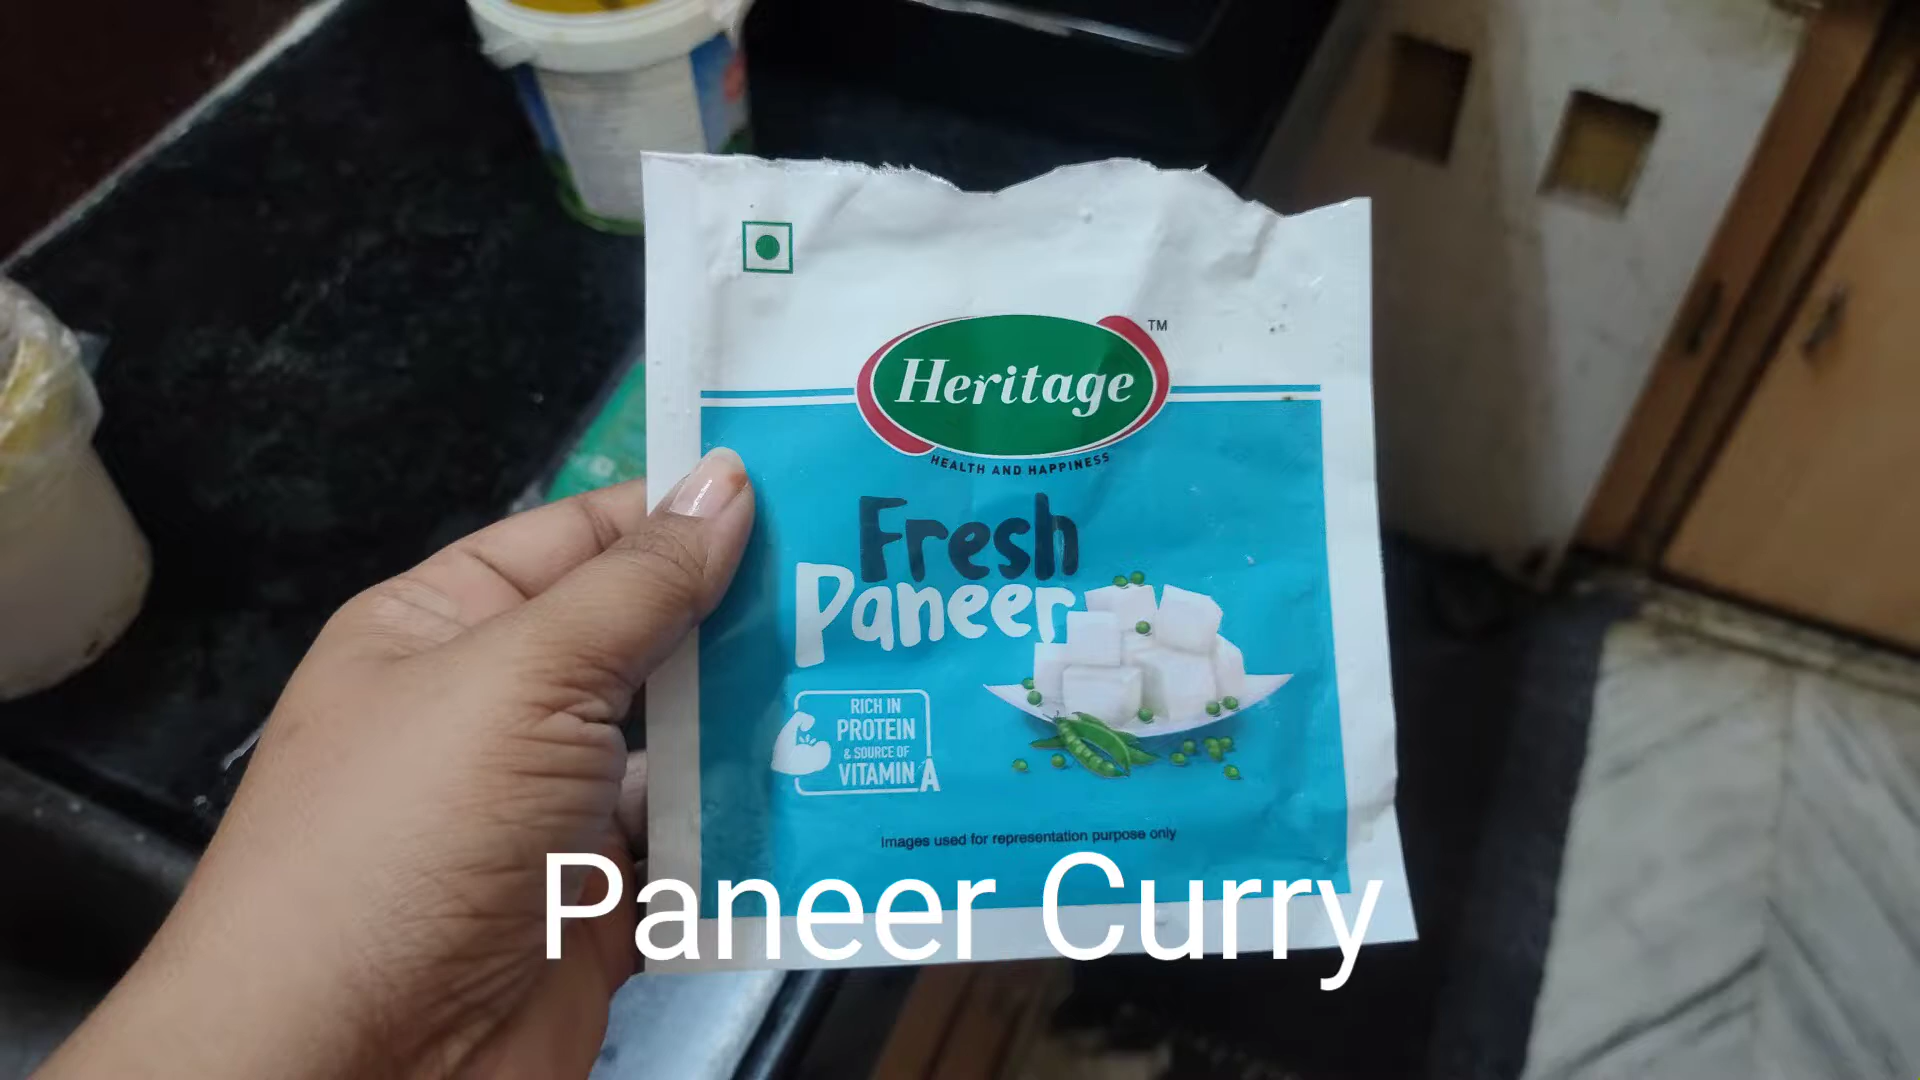 Heritage
TM
HEALTH AND HAPPINESS
Fresh
Paneer
RICH IN
PROTEIN
& SOURCE OF
VITAMIN A
Images used for representation purpose only
Paneer Curry